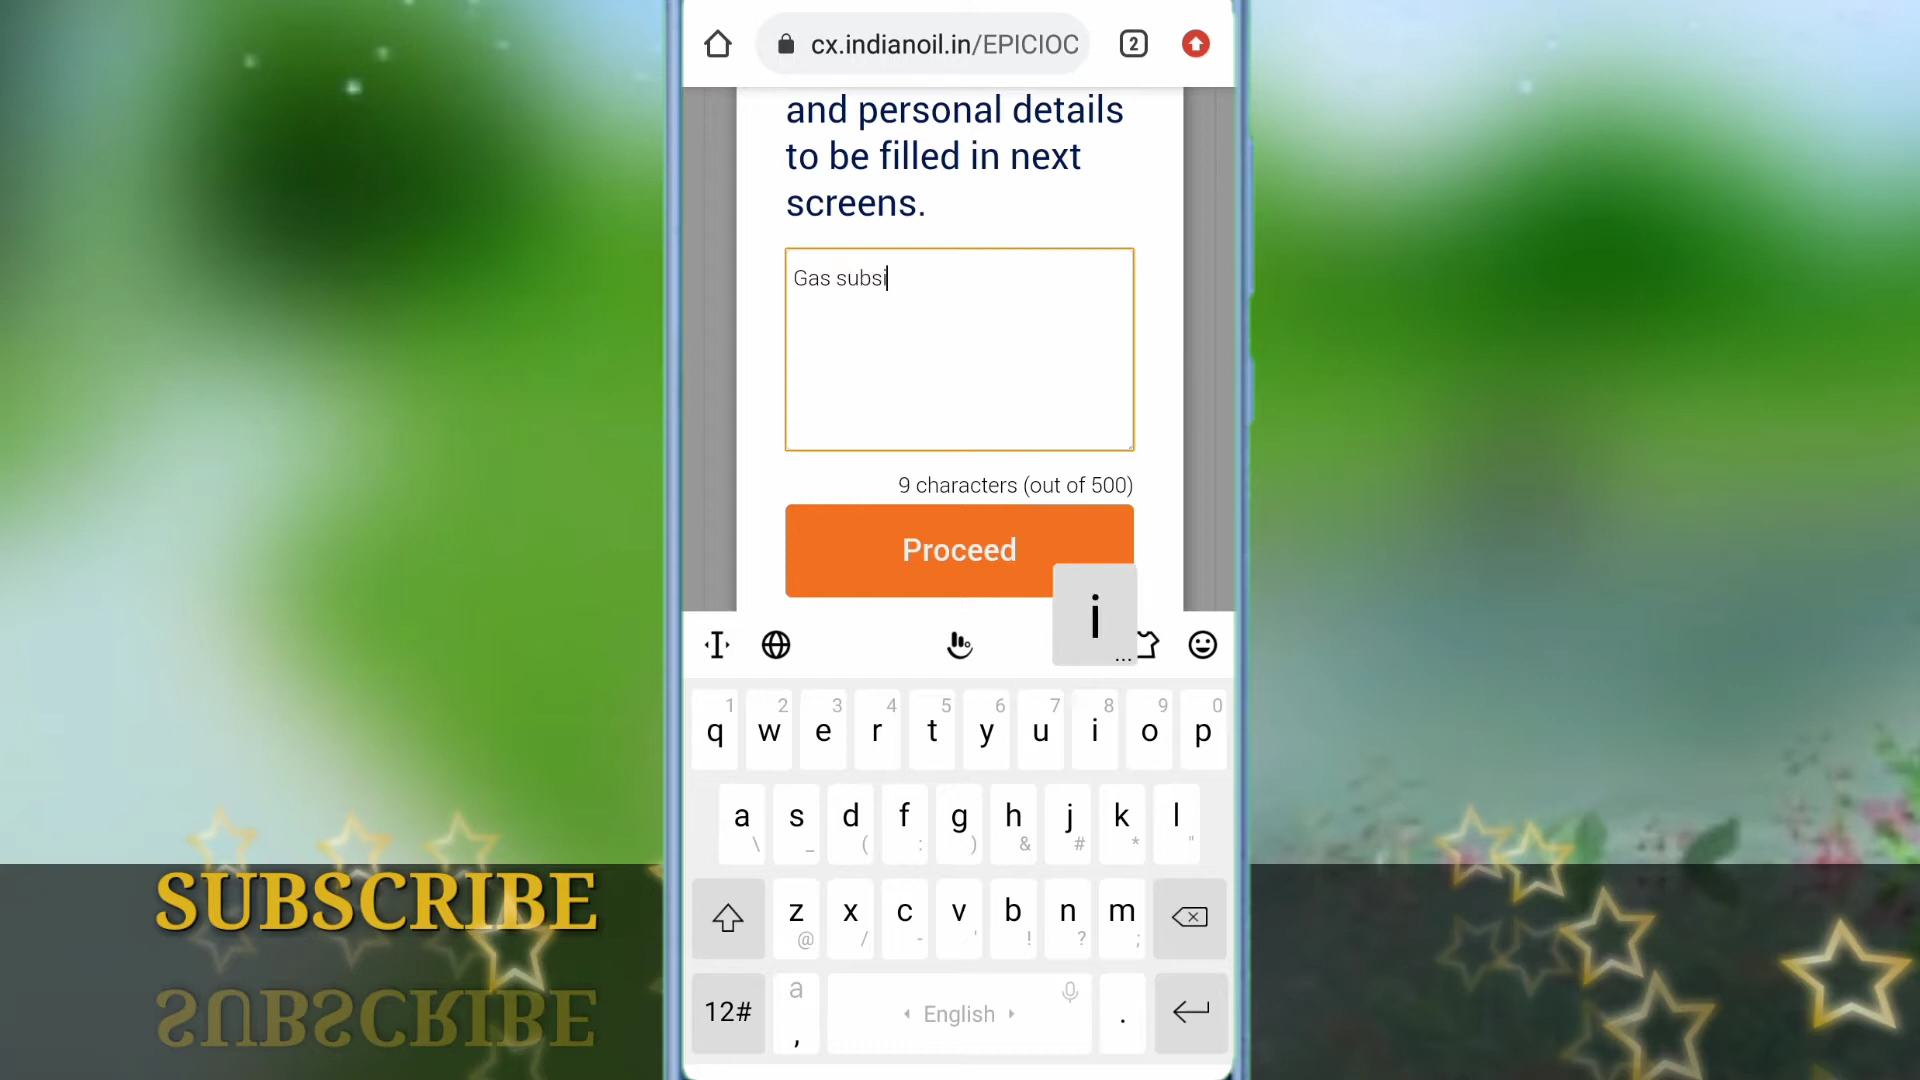 cx.indianoil.in/EPICIOC
2
and personal details
to be filled in next
screens.
Gas subsi
9 characters (out of 500)
Proceed
i
...
1 2 3 4 5 6 7 8 9 0
q w e r t y u i o p
a s d f g h j k l
\ _ ( : ) & # * "
z x c v b n m
@ / - ' ! ? ;
12# a , English .
SUBSCRIBE
SUBSCRIBE